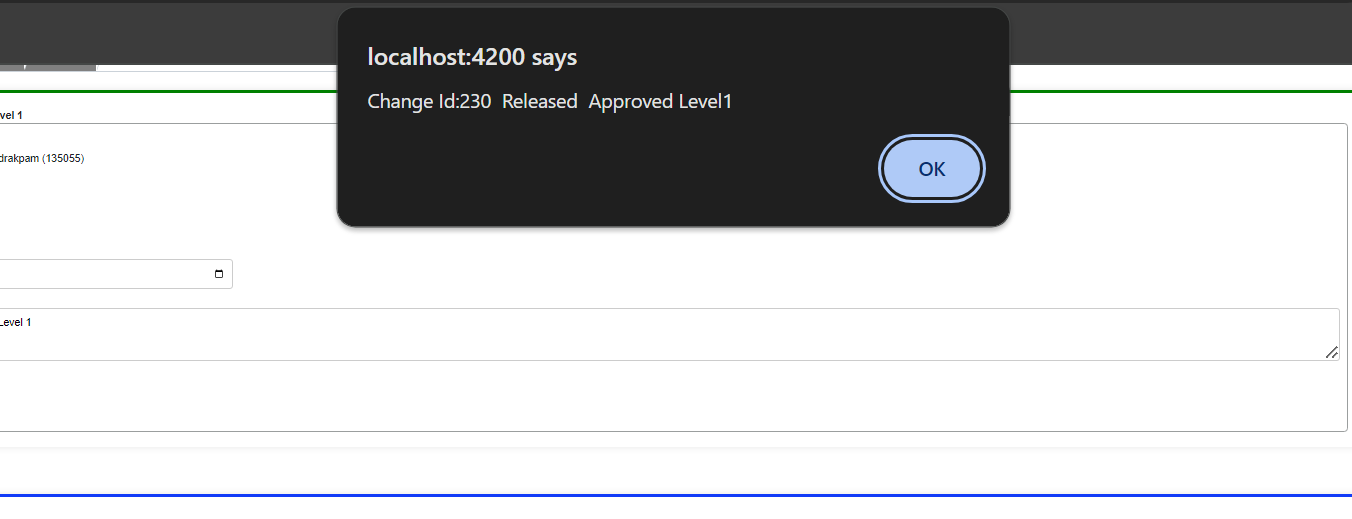 localhost:4200 says
Change Id:230 Released Approved Level1
OK
vel 1
drakpam (135055)
Level 1